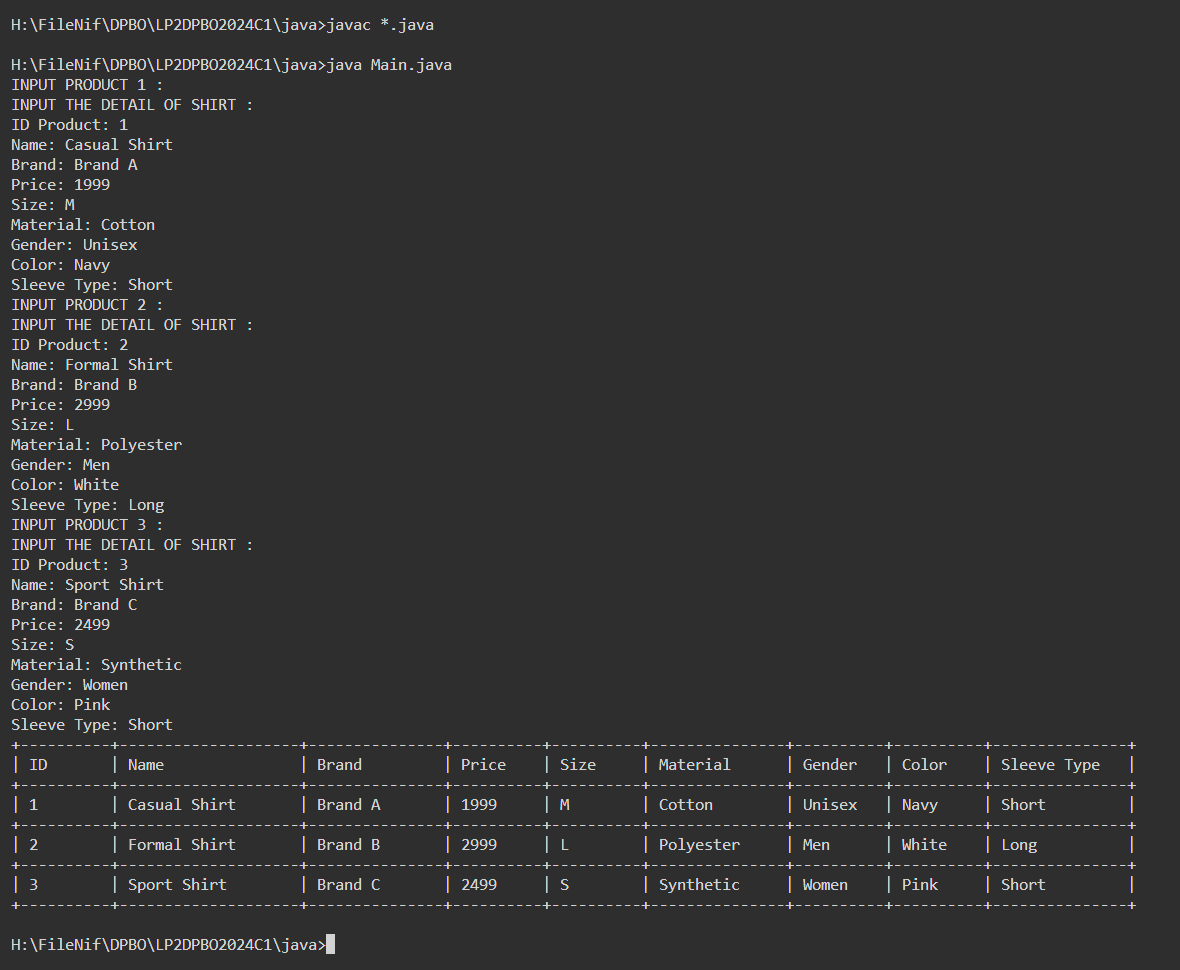 H:\FileNif\DPBO\LP2DPBO2024C1\java>javac *.java
H:\FileNif\DPBO\LP2DPBO2024C1\java>java Main.java
INPUT PRODUCT 1 :
INPUT THE DETAIL OF SHIRT :
ID Product: 1
Name: Casual Shirt
Brand: Brand A
Price: 1999
Size: M
Material: Cotton
Gender: Unisex
Color: Navy
Sleeve Type: Short
INPUT PRODUCT 2 :
INPUT THE DETAIL OF SHIRT :
ID Product: 2
Name: Formal Shirt
Brand: Brand B
Price: 2999
Size: L
Material: Polyester
Gender: Men
Color: White
Sleeve Type: Long
INPUT PRODUCT 3 :
INPUT THE DETAIL OF SHIRT :
ID Product: 3
Name: Sport Shirt
Brand: Brand C
Price: 2499
Size: S
Material: Synthetic
Gender: Women
Color: Pink
Sleeve Type: Short
+----------+--------------------+---------------+----------+----------+---------------+----------+----------+---------------+
| ID       | Name               | Brand         | Price    | Size     | Material      | Gender   | Color    | Sleeve Type   |
+----------+--------------------+---------------+----------+----------+---------------+----------+----------+---------------+
| 1        | Casual Shirt       | Brand A       | 1999     | M        | Cotton        | Unisex   | Navy     | Short         |
+----------+--------------------+---------------+----------+----------+---------------+----------+----------+---------------+
| 2        | Formal Shirt       | Brand B       | 2999     | L        | Polyester     | Men      | White    | Long          |
+----------+--------------------+---------------+----------+----------+---------------+----------+----------+---------------+
| 3        | Sport Shirt        | Brand C       | 2499     | S        | Synthetic     | Women    | Pink     | Short         |
+----------+--------------------+---------------+----------+----------+---------------+----------+----------+---------------+
H:\FileNif\DPBO\LP2DPBO2024C1\java>